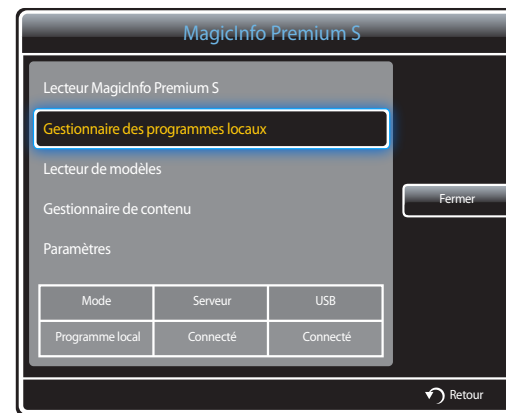 MagicInfo Premium S
Lecteur MagicInfo Premium S
Gestionnaire des programmes locaux
Lecteur de modèles
Gestionnaire de contenu
Paramètres
Fermer
Mode Serveur USB
Programme local Connecté Connecté
Retour